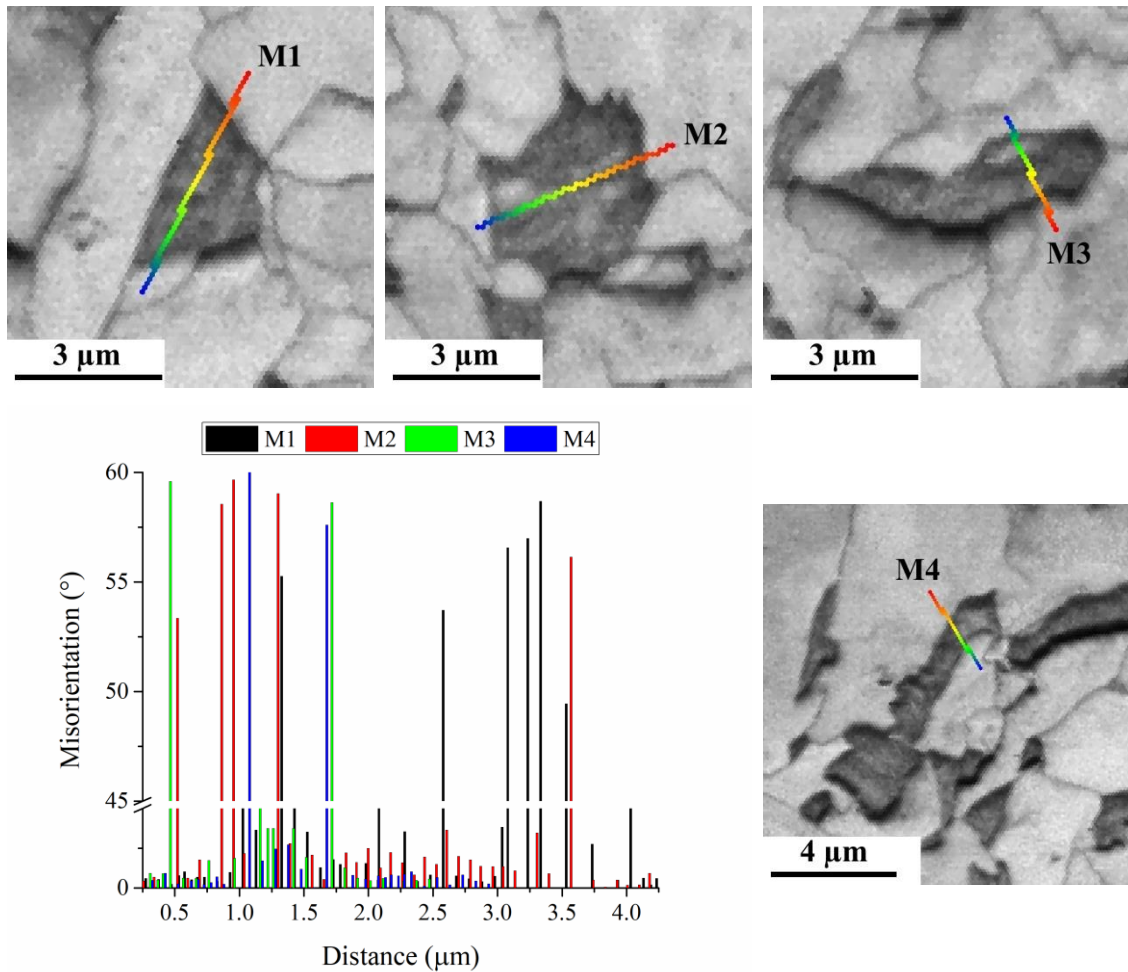 M1
M2
M3
3 μm
3 μm
3 μm
M1 M2 M3 M4
60
55
50
45
0
Misorientation (°)
0.5 1.0 1.5 2.0 2.5 3.0 3.5 4.0
Distance (μm)
M4
4 μm